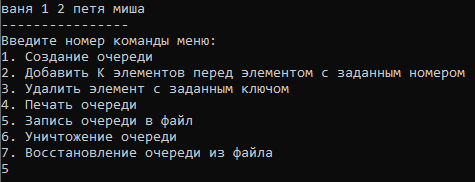 ваня 1 2 петя миша
----------------
Введите номер команды меню:
1. Создание очереди
2. Добавить К элементов перед элементом с заданным номером
3. Удалить элемент с заданным ключом
4. Печать очереди
5. Запись очереди в файл
6. Уничтожение очереди
7. Восстановление очереди из файла
5